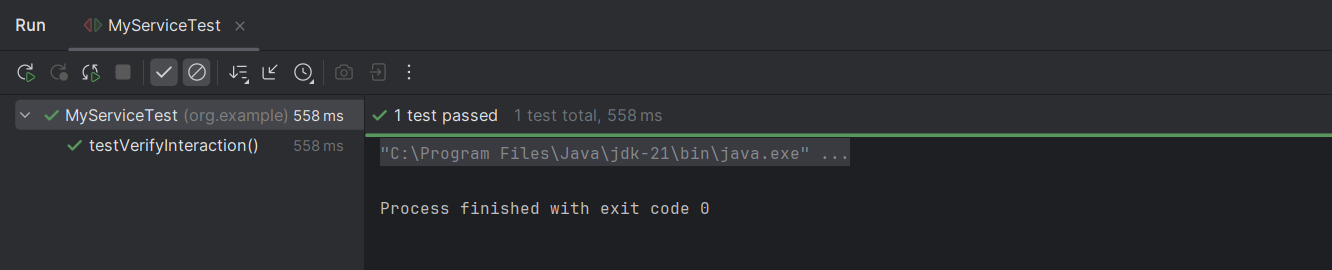 Run MyServiceTest
MyServiceTest (org.example) 558 ms
testVerifyInteraction() 558 ms
1 test passed 1 test total, 558 ms
"C:\Program Files\Java\jdk-21\bin\java.exe" ...
Process finished with exit code 0